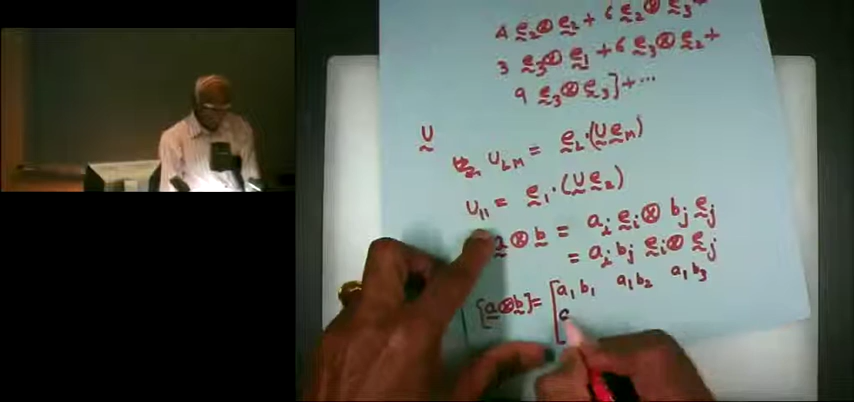 4 e₂⊗e₂ + 6 e₂⊗e₃ +
3 e₃⊗e₁ + 6 e₃⊗e₂ +
9 e₃⊗e₃] + ...
U
U_LM = e_L·(U e_M)
U₁₁ = e₁·(U e₂)
a⊗b = a_i e_i ⊗ b_j e_j
= a_i b_j e_i⊗e_j
[a⊗b] = [a₁b₁ a₁b₂ a₁b₃